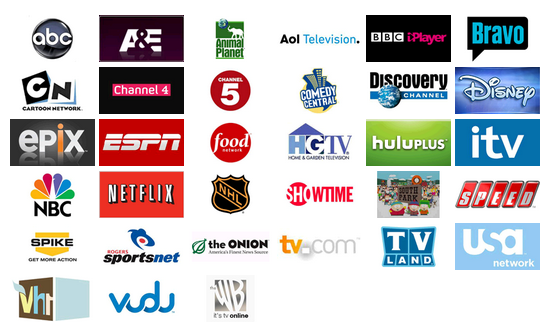 abc
A&E
Animal Planet
Aol Television.
BBC iPlayer
Bravo
CN
CARTOON NETWORK
Channel 4
CHANNEL 5
COMEDY CENTRAL
Discovery CHANNEL
Disney
epix
ESPN
food network
HGTV
HOME & GARDEN TELEVISION
huluPLUS
itv
NBC
NETFLIX
NHL
SHOWTIME
SOUTH PARK
SPEED
SPIKE
GET MORE ACTION
ROGERS
sportsnet
the ONION
America's Finest News Source
tv.com
TV LAND
usa network
Vh1
vudu
THE WB
it's tv online